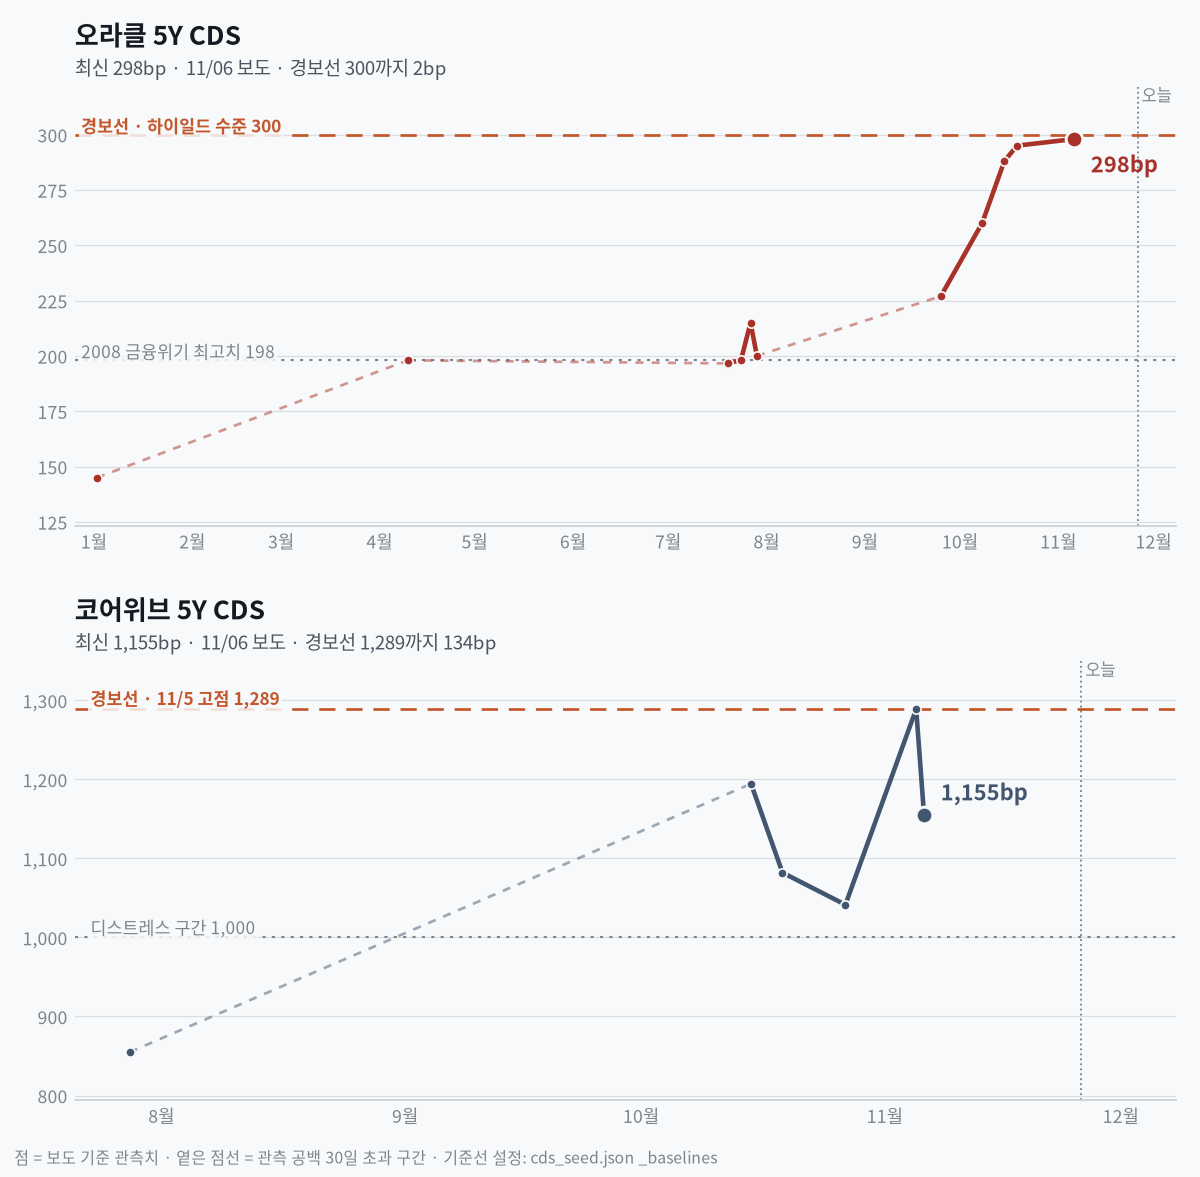 오라클 5Y CDS
최신 298bp · 11/06 보도 · 경보선 300까지 2bp
오늘
경보선 · 하이일드 수준 300
300
298bp
275
250
225
2008 금융위기 최고치 198
200
175
150
125
1월 2월 3월 4월 5월 6월 7월 8월 9월 10월 11월 12월
코어위브 5Y CDS
최신 1,155bp · 11/06 보도 · 경보선 1,289까지 134bp
오늘
경보선 · 11/5 고점 1,289
1,300
1,200
1,155bp
1,100
디스트레스 구간 1,000
1,000
900
800
8월 9월 10월 11월 12월
점 = 보도 기준 관측치 · 옅은 점선 = 관측 공백 30일 초과 구간 · 기준선 설정: cds_seed.json _baselines